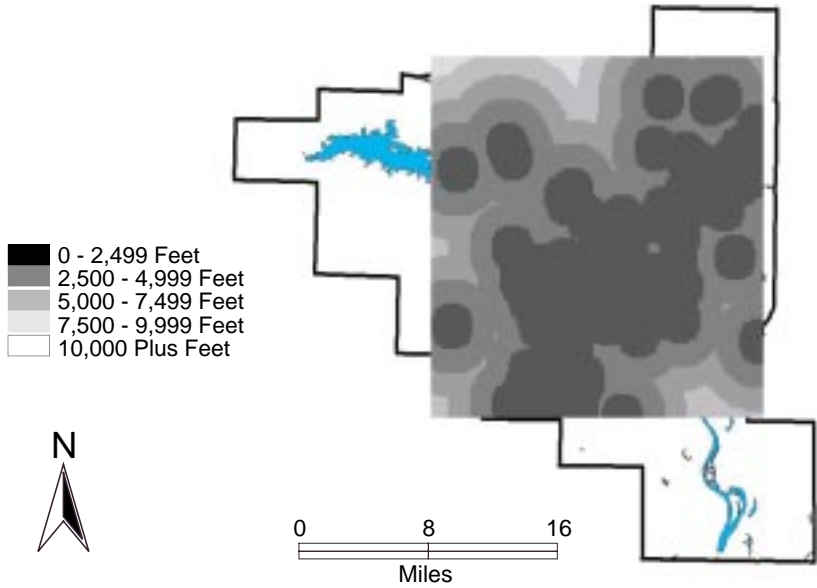 0 - 2,499 Feet
2,500 - 4,999 Feet
5,000 - 7,499 Feet
7,500 - 9,999 Feet
10,000 Plus Feet
N
0 8 16
Miles